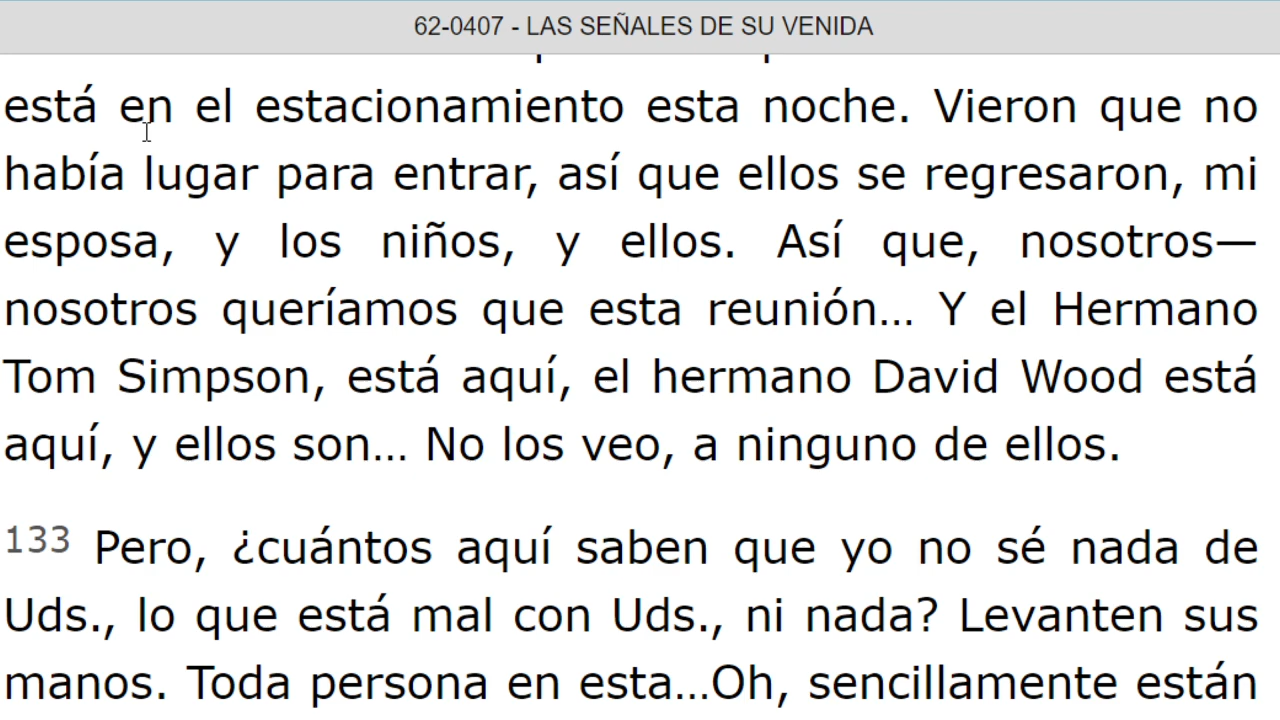 62-0407 - LAS SEÑALES DE SU VENIDA
está en el estacionamiento esta noche. Vieron que no
había lugar para entrar, así que ellos se regresaron, mi
esposa, y los niños, y ellos. Así que, nosotros—
nosotros queríamos que esta reunión... Y el Hermano
Tom Simpson, está aquí, el hermano David Wood está
aquí, y ellos son... No los veo, a ninguno de ellos.
133 Pero, ¿cuántos aquí saben que yo no sé nada de
Uds., lo que está mal con Uds., ni nada? Levanten sus
manos. Toda persona en esta...Oh, sencillamente están